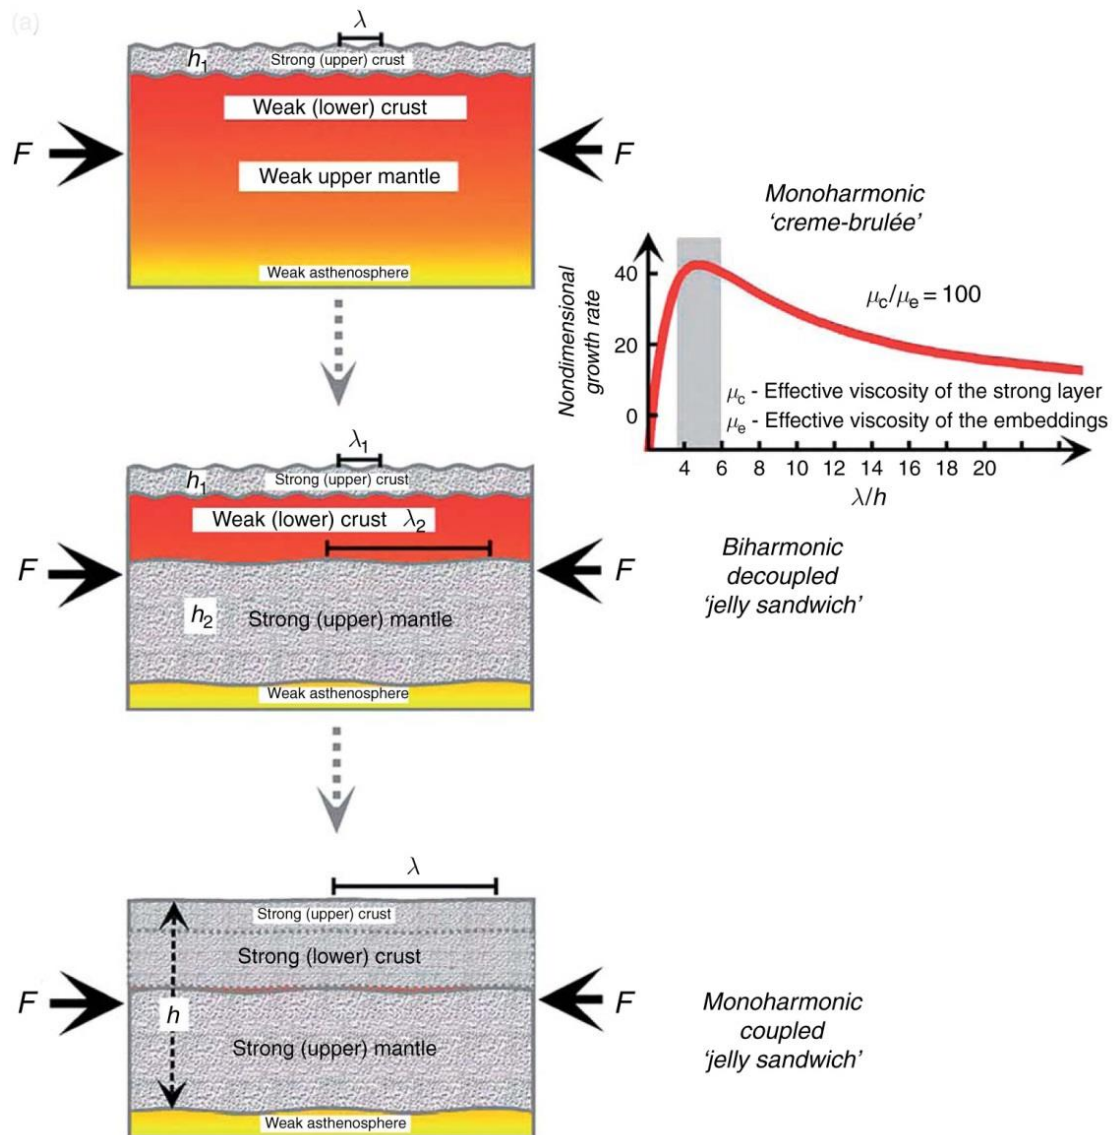 (a)
λ
h₁
Strong (upper) crust
Weak (lower) crust
F
F
Weak upper mantle
Weak asthenosphere
Monoharmonic
‘creme-brulée’
Nondimensional
growth rate
40
20
0
μc/μe = 100
μc - Effective viscosity of the strong layer
μe - Effective viscosity of the embeddings
4 6 8 10 12 14 16 18 20
λ/h
λ₁
h₁
Strong (upper) crust
Weak (lower) crust λ₂
F
F
h₂
Strong (upper) mantle
Weak asthenosphere
Biharmonic
decoupled
‘jelly sandwich’
λ
Strong (upper) crust
Strong (lower) crust
F
F
h
Strong (upper) mantle
Weak asthenosphere
Monoharmonic
coupled
‘jelly sandwich’